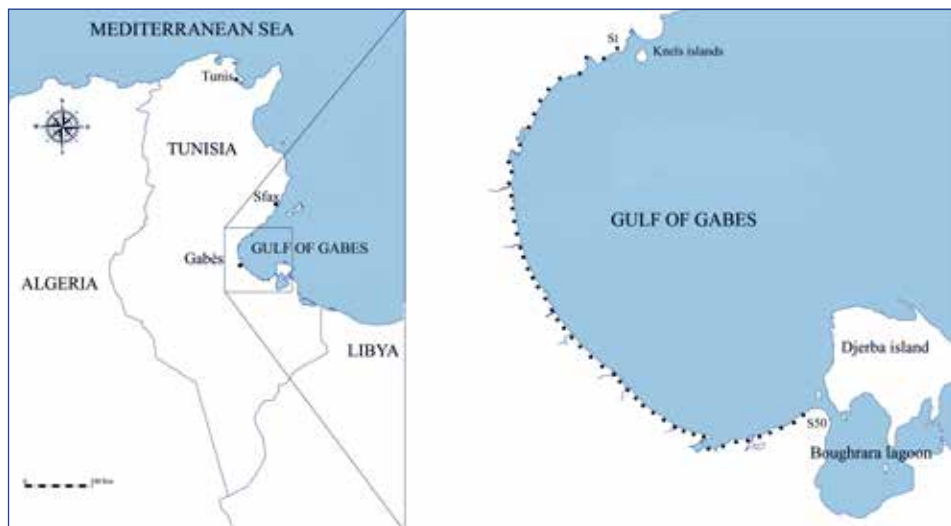 MEDITERRANEAN SEA
Tunis
TUNISIA
Sfax
GULF OF GABES
Gabès
ALGERIA
LIBYA
S1
Kneïs islands
GULF OF GABES
Djerba island
S50
Boughrara lagoon